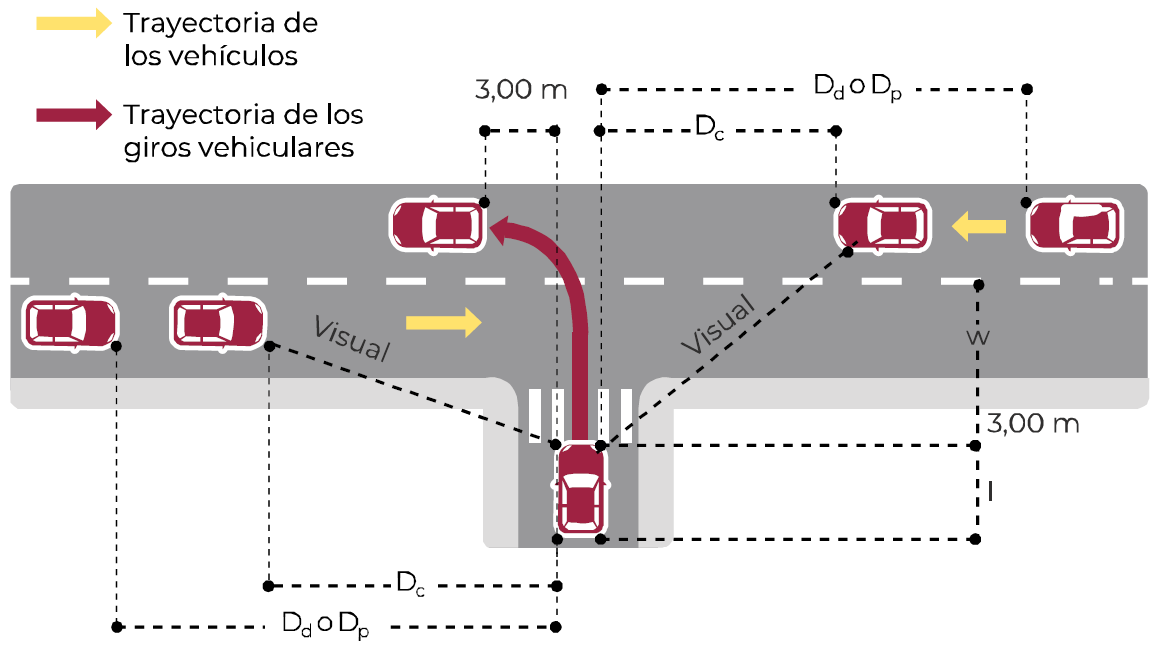 Trayectoria de
los vehículos
Trayectoria de los
giros vehiculares
3,00 m
D_d o D_p
D_c
Visual
Visual
w
3,00 m
l
D_c
D_d o D_p